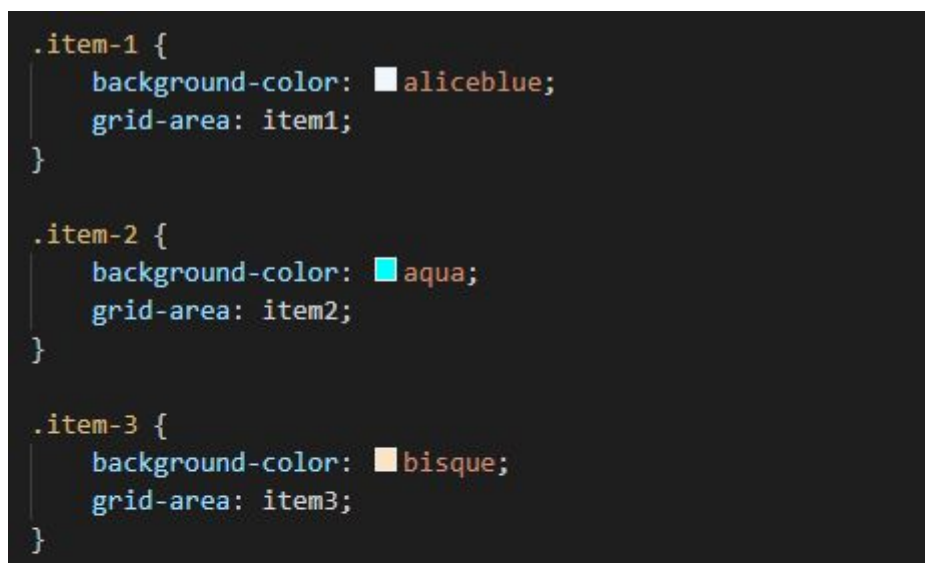 .item-1 {
    background-color: aliceblue;
    grid-area: item1;
}
.item-2 {
    background-color: aqua;
    grid-area: item2;
}
.item-3 {
    background-color: bisque;
    grid-area: item3;
}